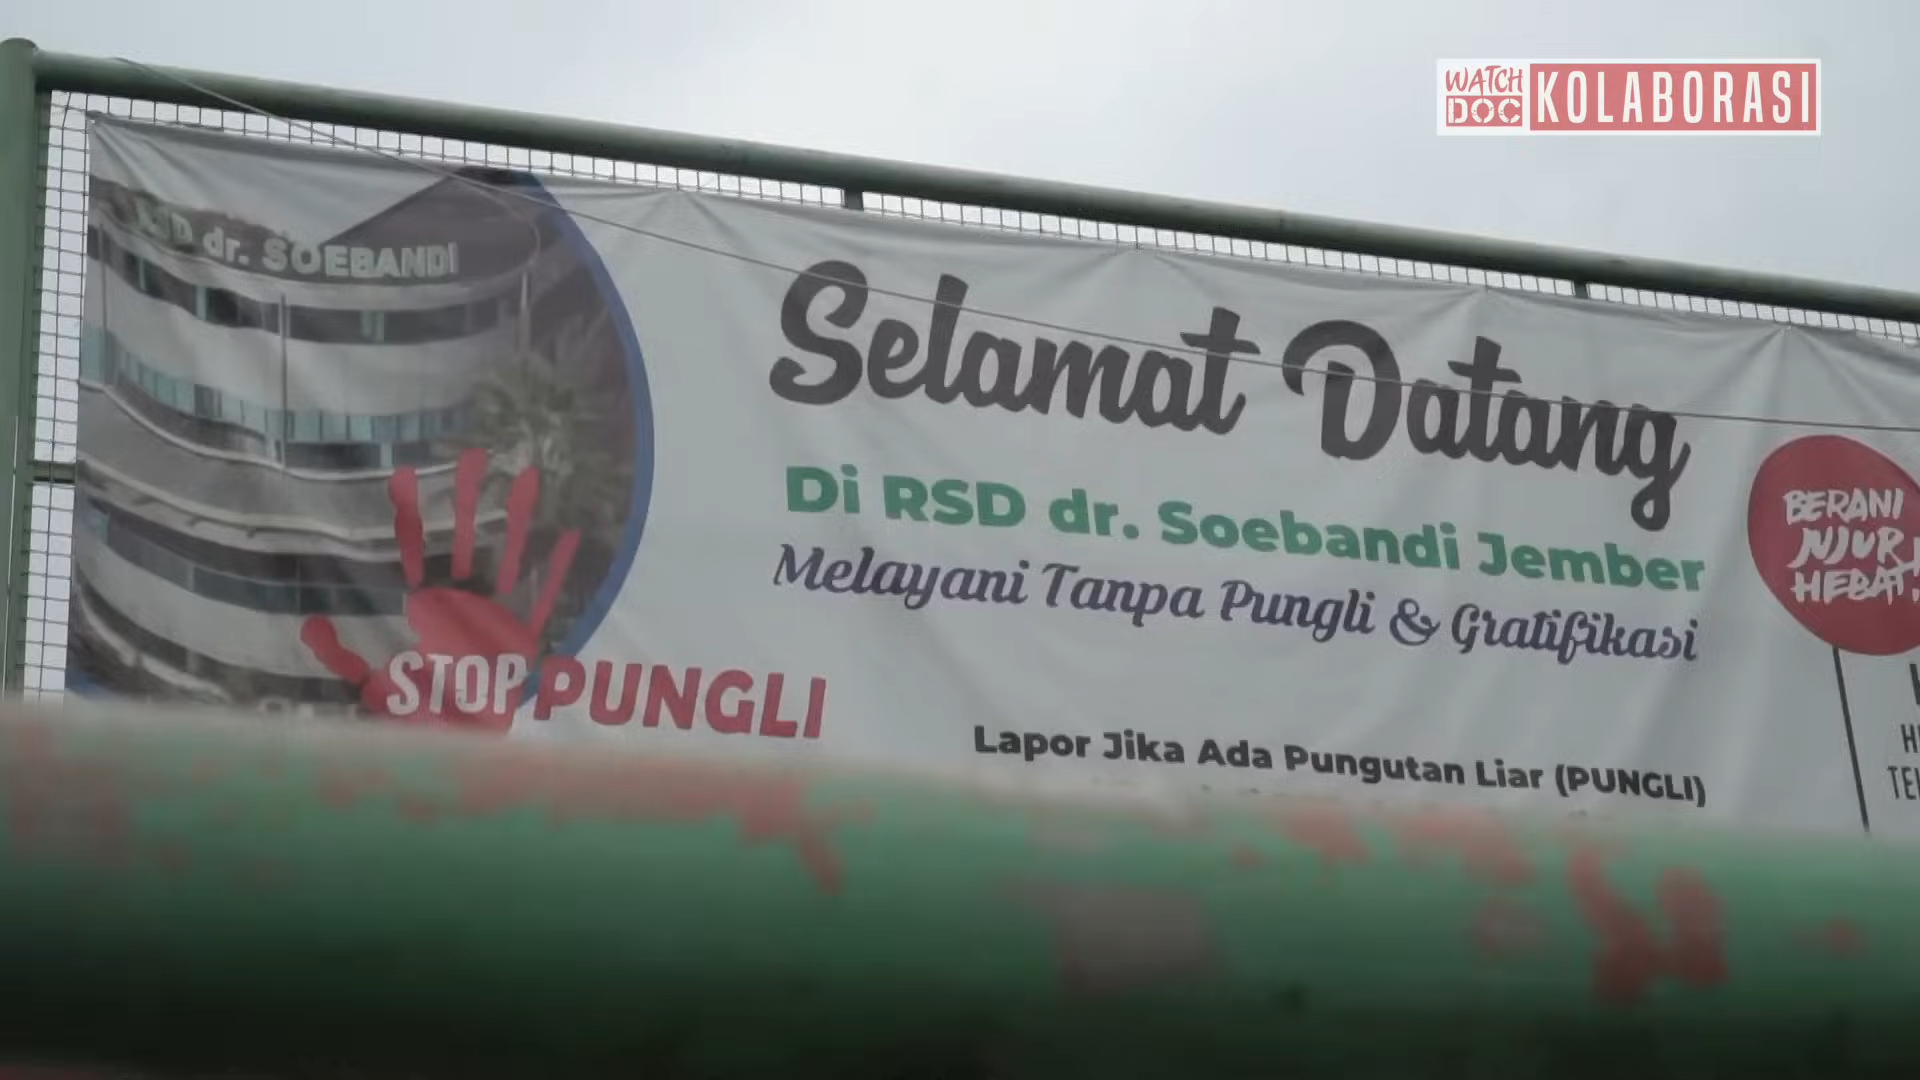 WATCH
DOC
KOLABORASI
RSD dr. SOEBANDI
Selamat Datang
Di RSD dr. Soebandi Jember
Melayani Tanpa Pungli & Gratifikasi
STOP PUNGLI
Lapor Jika Ada Pungutan Liar (PUNGLI)
BERANI
JUJUR
HEBAT!